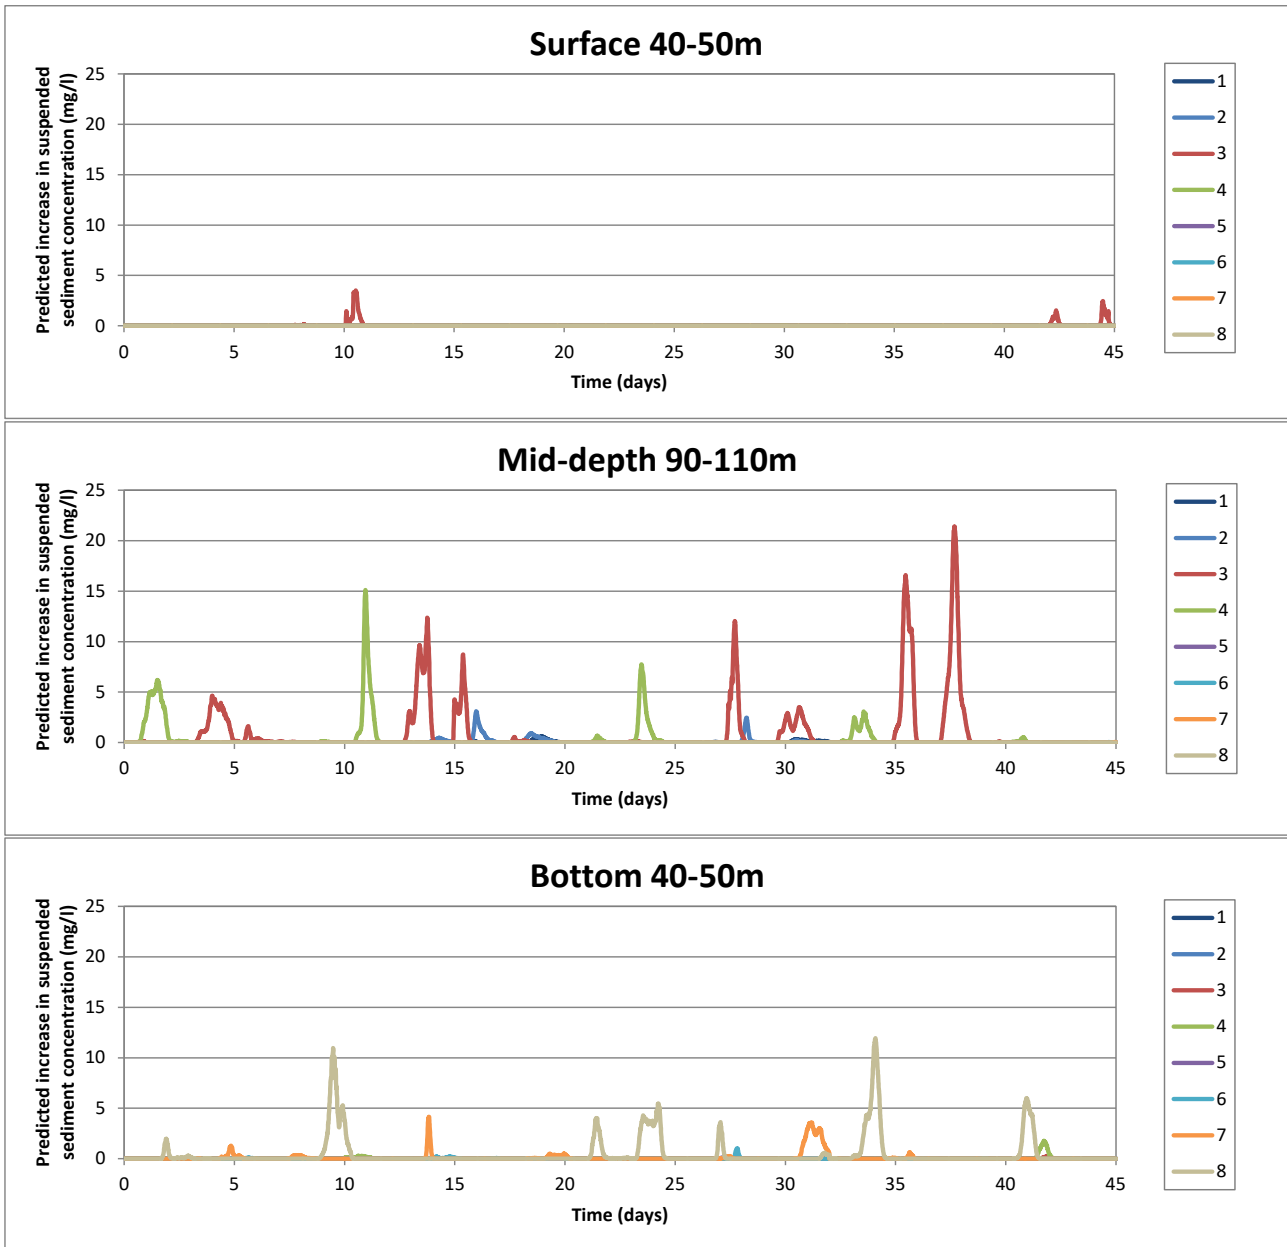 Surface 40-50m
Predicted increase in suspended
sediment concentration (mg/l)
25
20
15
10
5
0
0 5 10 15 20 25 30 35 40 45
Time (days)
1
2
3
4
5
6
7
8
Mid-depth 90-110m
Predicted increase in suspended
sediment concentration (mg/l)
25
20
15
10
5
0
0 5 10 15 20 25 30 35 40 45
Time (days)
1
2
3
4
5
6
7
8
Bottom 40-50m
Predicted increase in suspended
sediment concentration (mg/l)
25
20
15
10
5
0
0 5 10 15 20 25 30 35 40 45
Time (days)
1
2
3
4
5
6
7
8